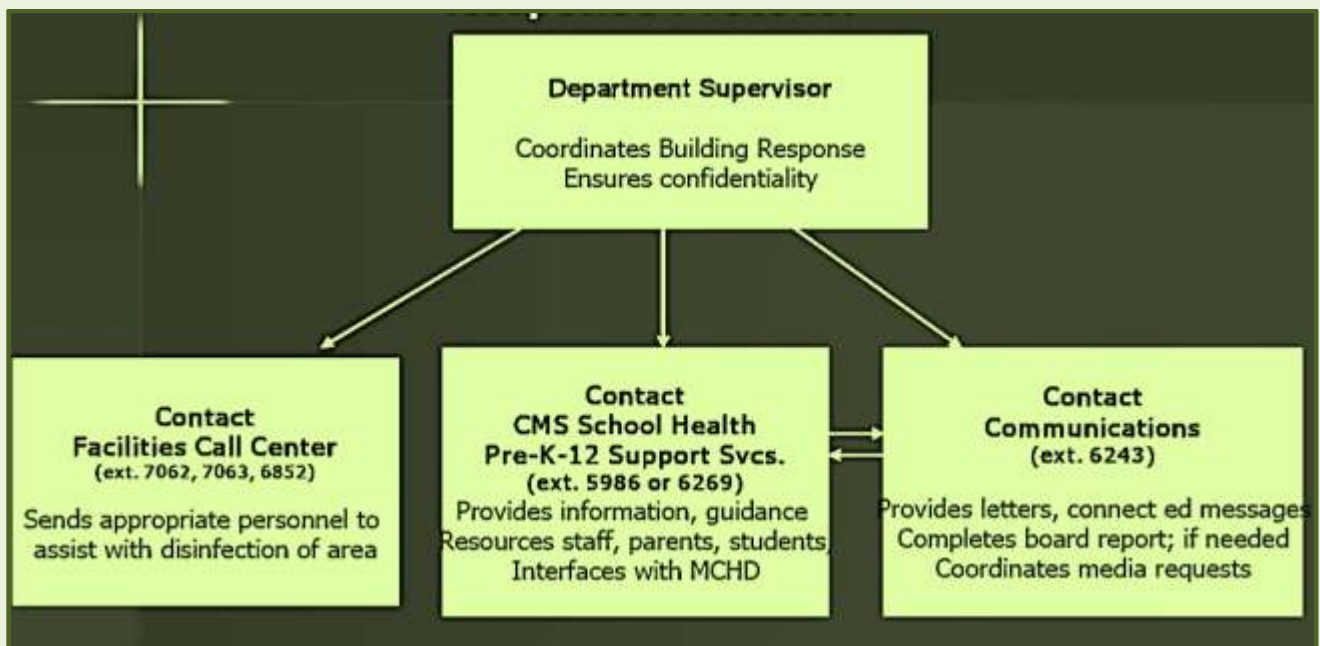 Department Supervisor
Coordinates Building Response
Ensures confidentiality
Contact
Facilities Call Center
(ext. 7062, 7063, 6852)
Sends appropriate personnel to
assist with disinfection of area
Contact
CMS School Health
Pre-K-12 Support Svcs.
(ext. 5986 or 6269)
Provides information, guidance
Resources staff, parents, students,
Interfaces with MCHD
Contact
Communications
(ext. 6243)
Provides letters, connect ed messages
Completes board report; if needed
Coordinates media requests